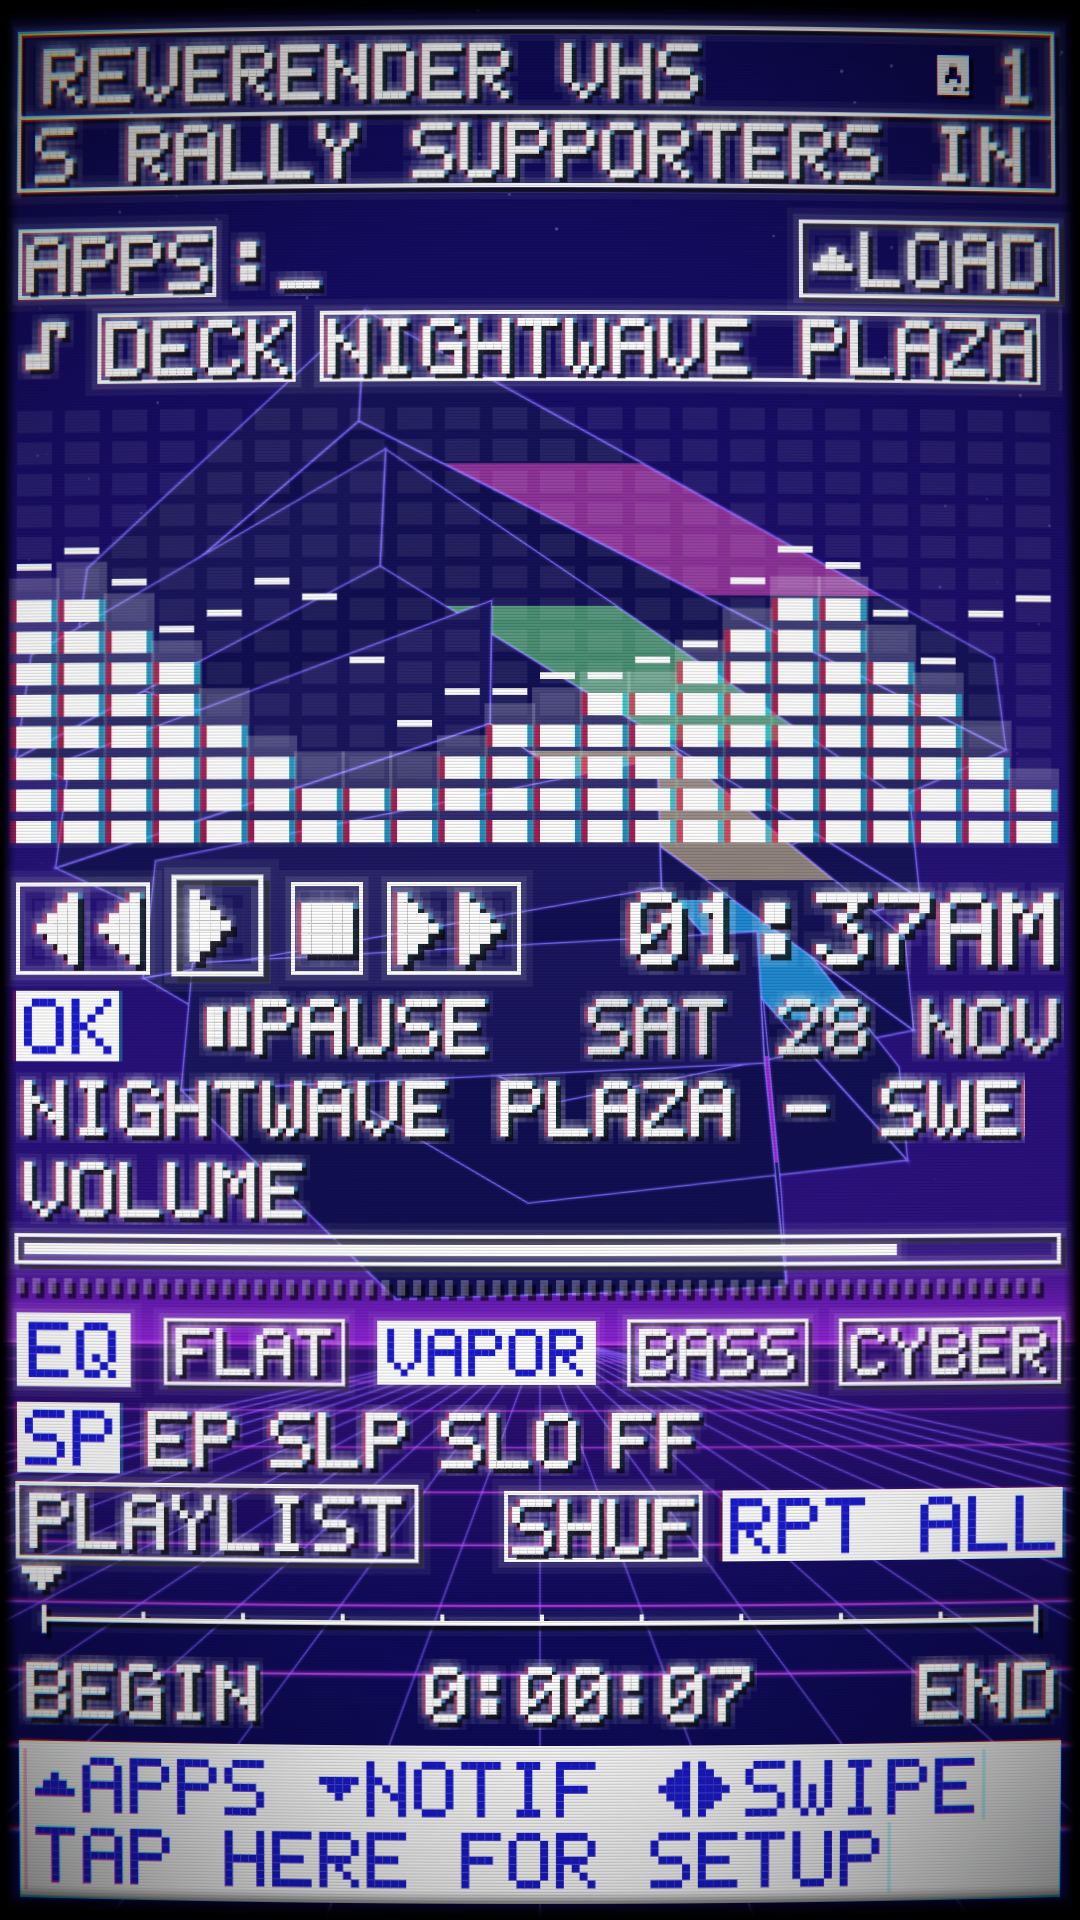 REVERENDER VHS A 1
S RALLY SUPPORTERS IN
APPS:_ LOAD
♪ DECK NIGHTWAVE PLAZA
01:37AM
OK PAUSE SAT 28 NOV
NIGHTWAVE PLAZA - SWE
VOLUME
EQ FLAT VAPOR BASS CYBER
SP EP SLP SLO FF
PLAYLIST SHUF RPT ALL
BEGIN 0:00:07 END
▲APPS ▼NOTIF ◀▶SWIPE
TAP HERE FOR SETUP